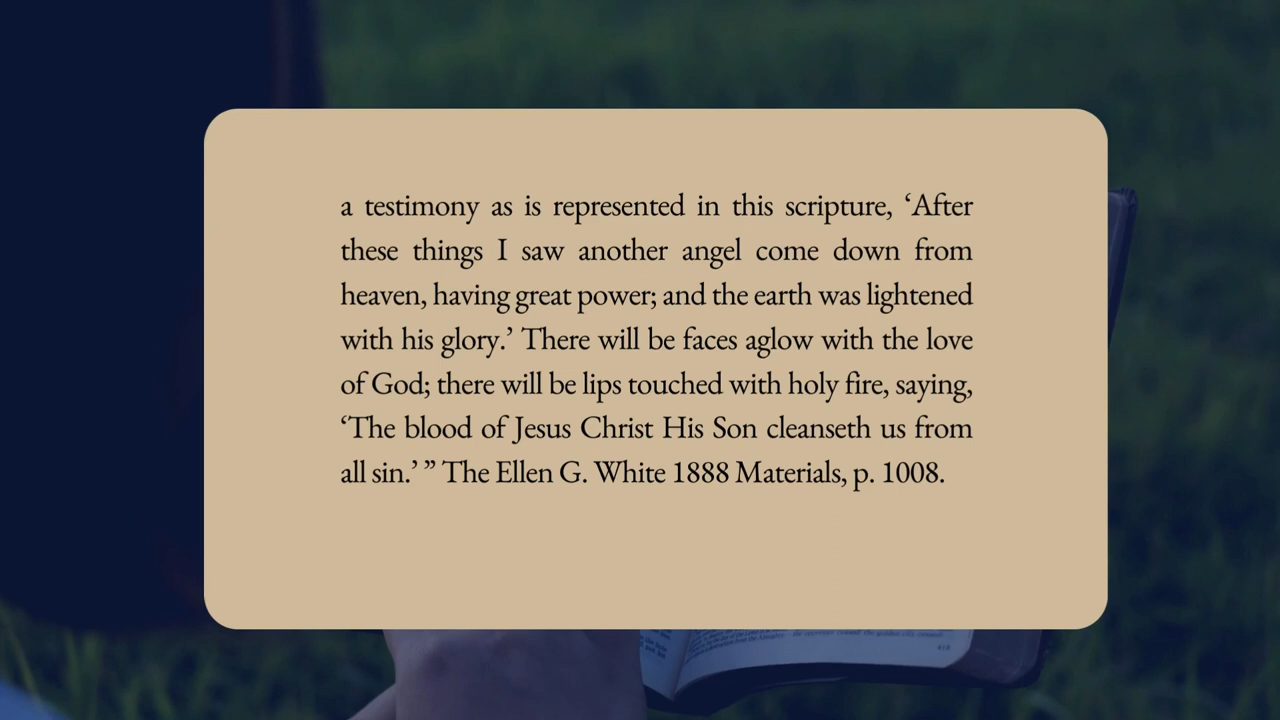 a testimony as is represented in this scripture, ‘After
these things I saw another angel come down from
heaven, having great power; and the earth was lightened
with his glory.’ There will be faces aglow with the love
of God; there will be lips touched with holy fire, saying,
‘The blood of Jesus Christ His Son cleanseth us from
all sin.’ ” The Ellen G. White 1888 Materials, p. 1008.